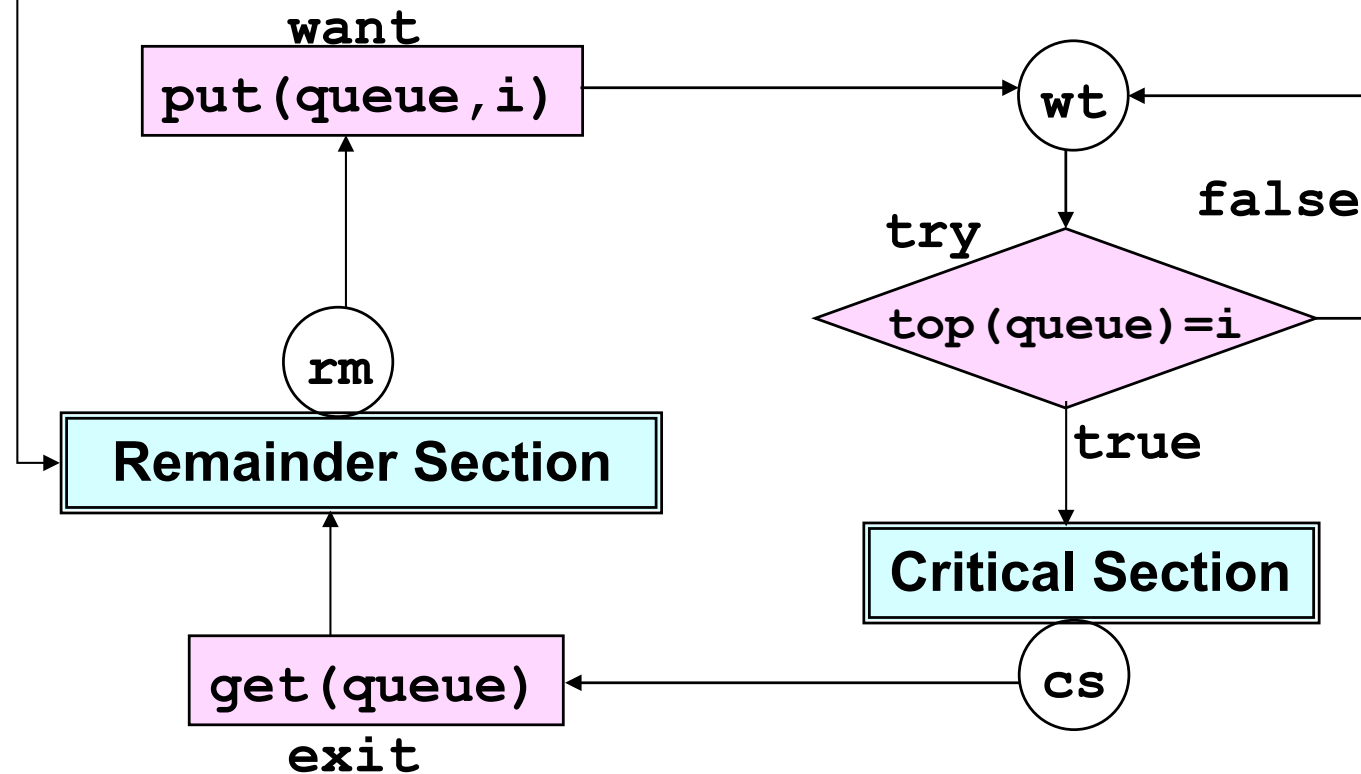 want
put(queue,i)
wt
false
try
top(queue)=i
rm
true
Remainder Section
Critical Section
get(queue)
cs
exit